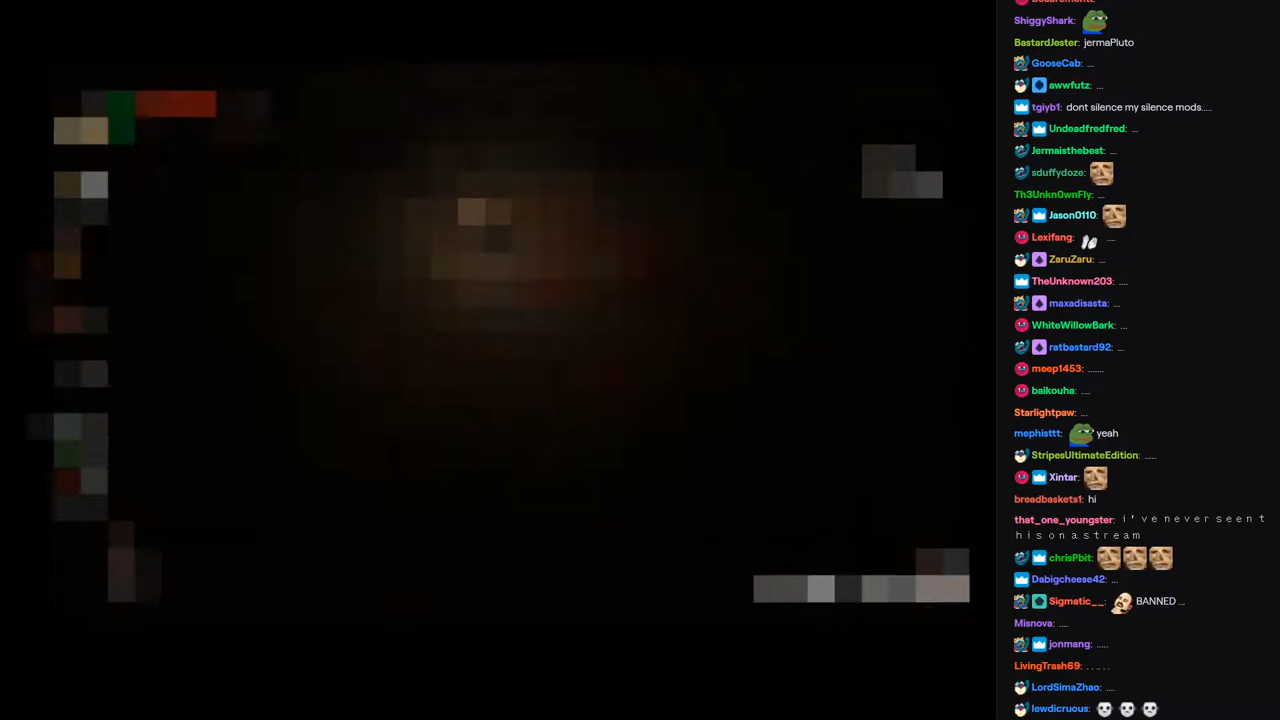 ShiggyShark:
BastardJester: jermaPluto
GooseCab: ...
awwfutz: ...
tgiyb1: dont silence my silence mods.....
Undeadfredfred: ...
Jermaisthebest: ...
sduffydoze:
Th3Unkn0wnFly: ...
Jason0110:
Lexifang: ....
ZaruZaru: ...
TheUnknown203: ....
maxadisasta: ...
WhiteWillowBark: ...
ratbastard92: ...
meep1453: .......
baikouha: ....
Starlightpaw: ...
mephisttt: yeah
StripesUltimateEdition: .....
Xintar:
breadbaskets1: hi
that_one_youngster: i ' v e n e v e r s e e n t
h i s o n a s t r e a m
chrisPbit:
Dabigcheese42: ...
Sigmatic__: BANNED ...
Misnova: ....
jonmang: .....
LivingTrash69: . . . . . .
LordSimaZhao: ....
lewdicruous: